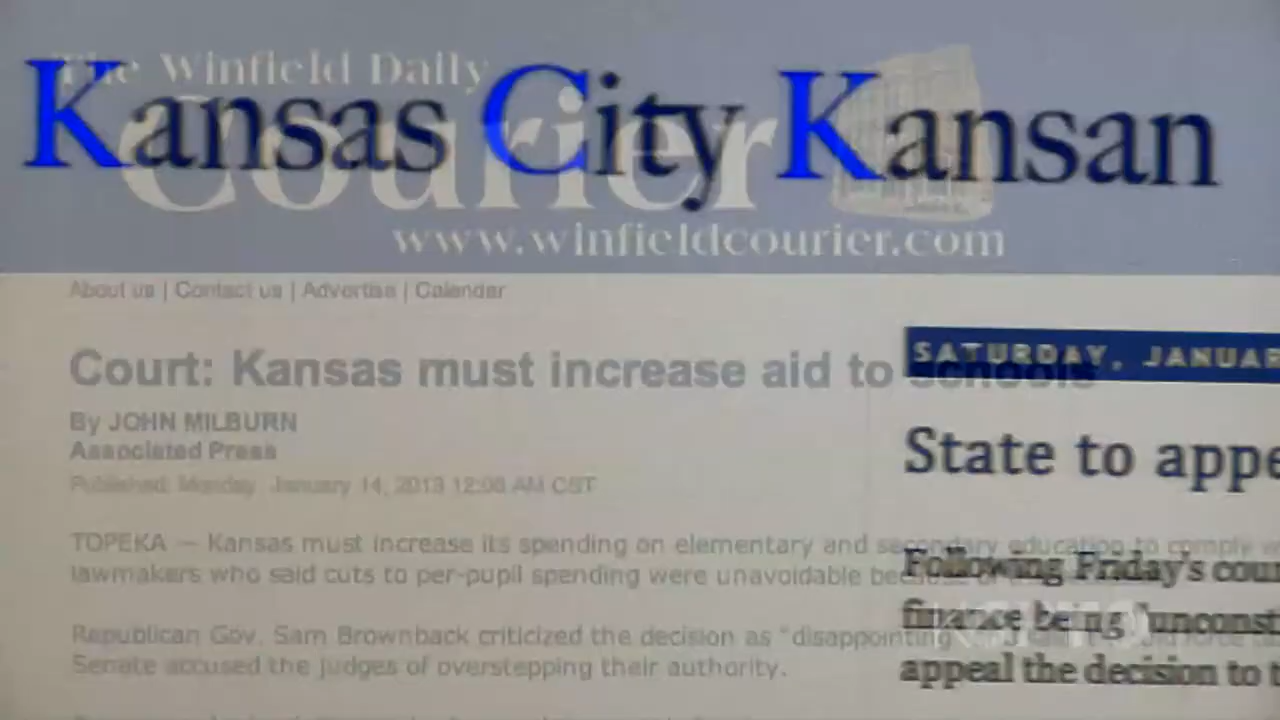 The Winfield Daily
Courier
Kansas City Kansan
www.winfieldcourier.com
About us | Contact us | Advertise | Calendar
Court: Kansas must increase aid to schools
By JOHN MILBURN
Associated Press
Published: Monday, January 14, 2013 12:08 AM CST
TOPEKA — Kansas must increase its spending on elementary and secondary education to comply
lawmakers who said cuts to per-pupil spending were unavoidable
Republican Gov. Sam Brownback criticized the decision as "disappointing
Senate accused the judges of overstepping their authority.
SATURDAY, JANUAR
State to appe
Following Friday's cour
finance being "unconst
appeal the decision to t